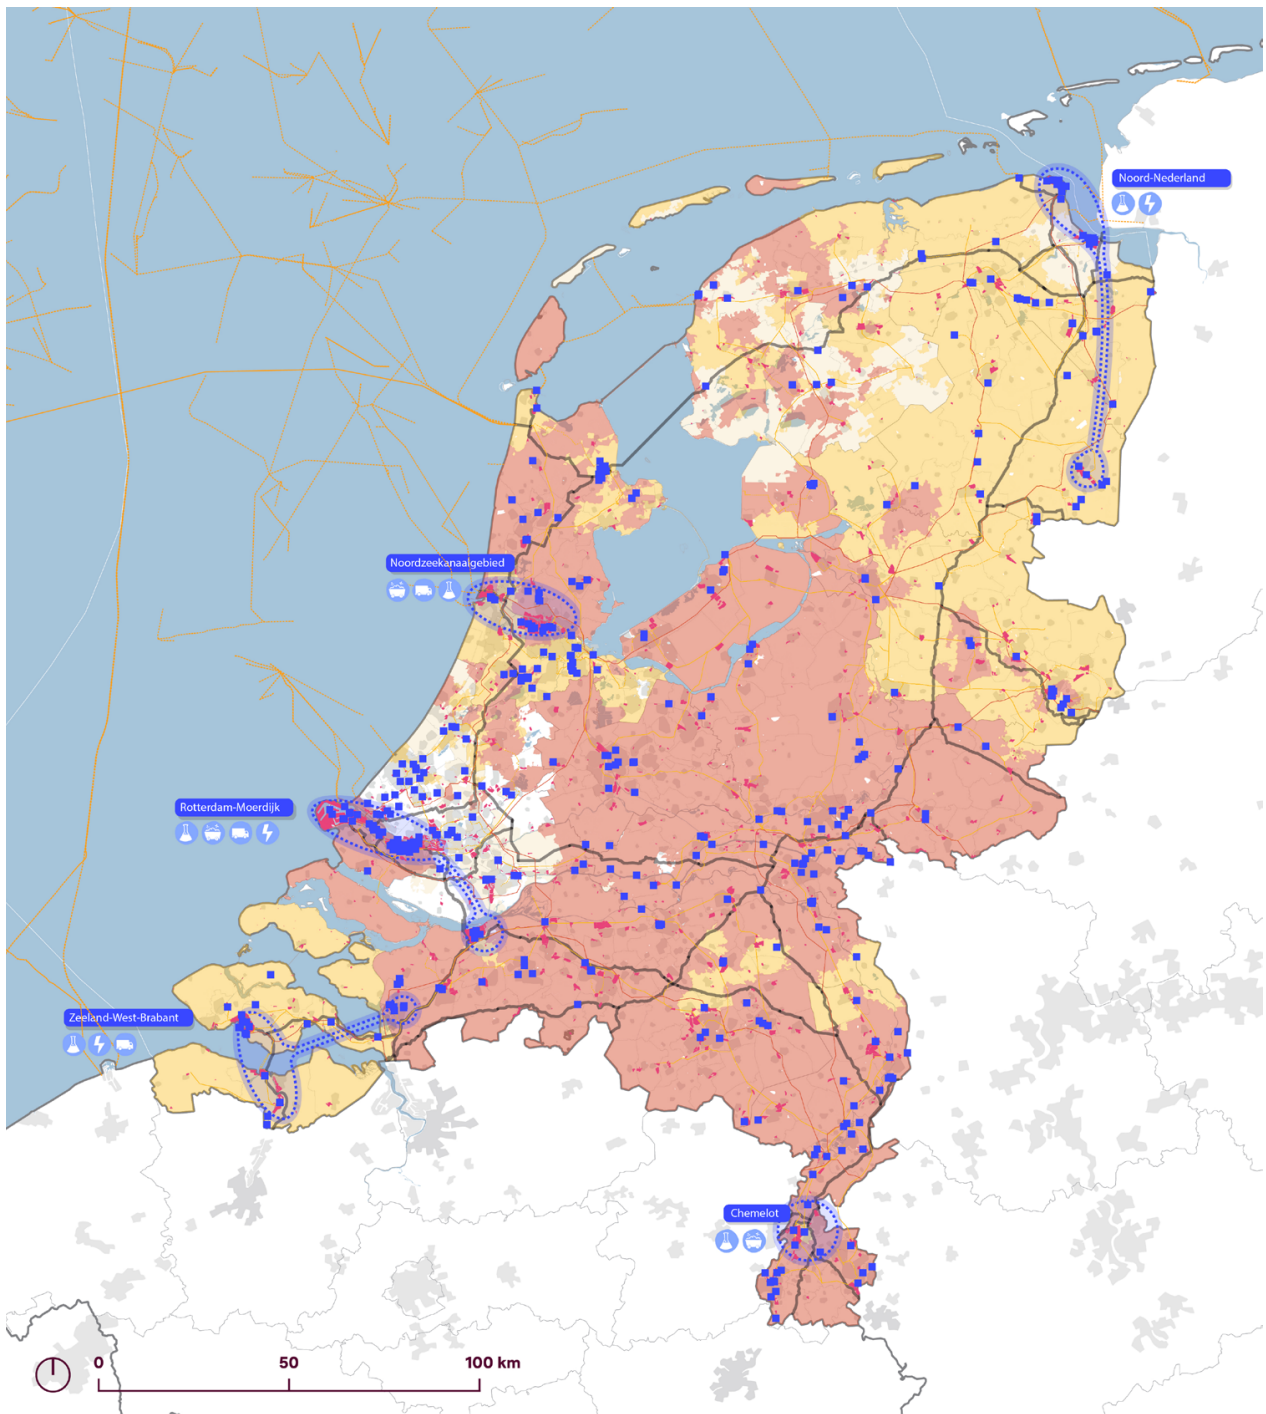 Noord-Nederland
Noordzeekanaalgebied
Rotterdam-Moerdijk
Zeeland-West-Brabant
Chemelot
0 50 100 km